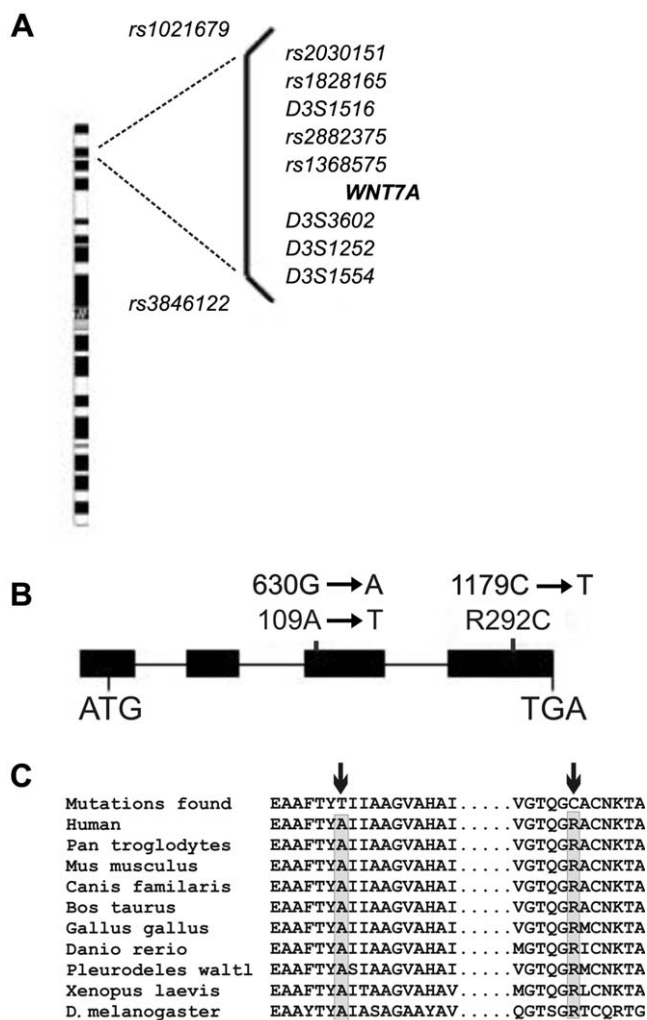 A
rs1021679
rs2030151
rs1828165
D3S1516
rs2882375
rs1368575
WNT7A
D3S3602
D3S1252
D3S1554
rs3846122
B
630G → A 1179C → T
109A → T R292C
ATG TGA
C
Mutations found EAAFTYTIIAAGVAHAI.....VGTQGCACNKTA
Human EAAFTYAIIAAGVAHAI.....VGTQGRACNKTA
Pan troglodytes EAAFTYAIIAAGVAHAI.....VGTQGRACNKTA
Mus musculus EAAFTYAIIAAGVAHAI.....VGTQGRACNKTA
Canis familaris EAAFTYAIIAAGVAHAI.....VGTQGRACNKTA
Bos taurus EAAFTYAIIAAGVAHAI.....VGTQGRACNKTA
Gallus gallus EAAFTYAIIAAGVAHAI.....VGTQGRMCNKTA
Danio rerio EAAFTYAIIAAGVAHAI.....MGTQGRICNKTA
Pleurodeles waltl EAAFTYASIAAGVAHAI.....VGTQGRMCNKTA
Xenopus laevis EAAFTYAITAAGVAHAV.....MGTQGRLCNKTA
D. melanogaster EAAYTYAIASAGAAYAV.....QGTSGRTCQRTG